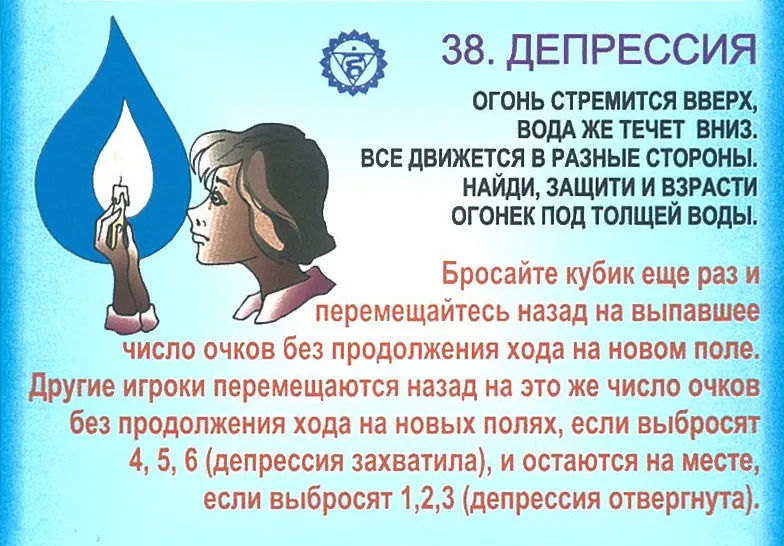 38. ДЕПРЕССИЯ
ОГОНЬ СТРЕМИТСЯ ВВЕРХ,
ВОДА ЖЕ ТЕЧЕТ ВНИЗ.
ВСЕ ДВИЖЕТСЯ В РАЗНЫЕ СТОРОНЫ.
НАЙДИ, ЗАЩИТИ И ВЗРАСТИ
ОГОНЕК ПОД ТОЛЩЕЙ ВОДЫ.
Бросайте кубик еще раз и
перемещайтесь назад на выпавшее
число очков без продолжения хода на новом поле.
Другие игроки перемещаются назад на это же число очков
без продолжения хода на новых полях, если выбросят
4, 5, 6 (депрессия захватила), и остаются на месте,
если выбросят 1,2,3 (депрессия отвергнута).